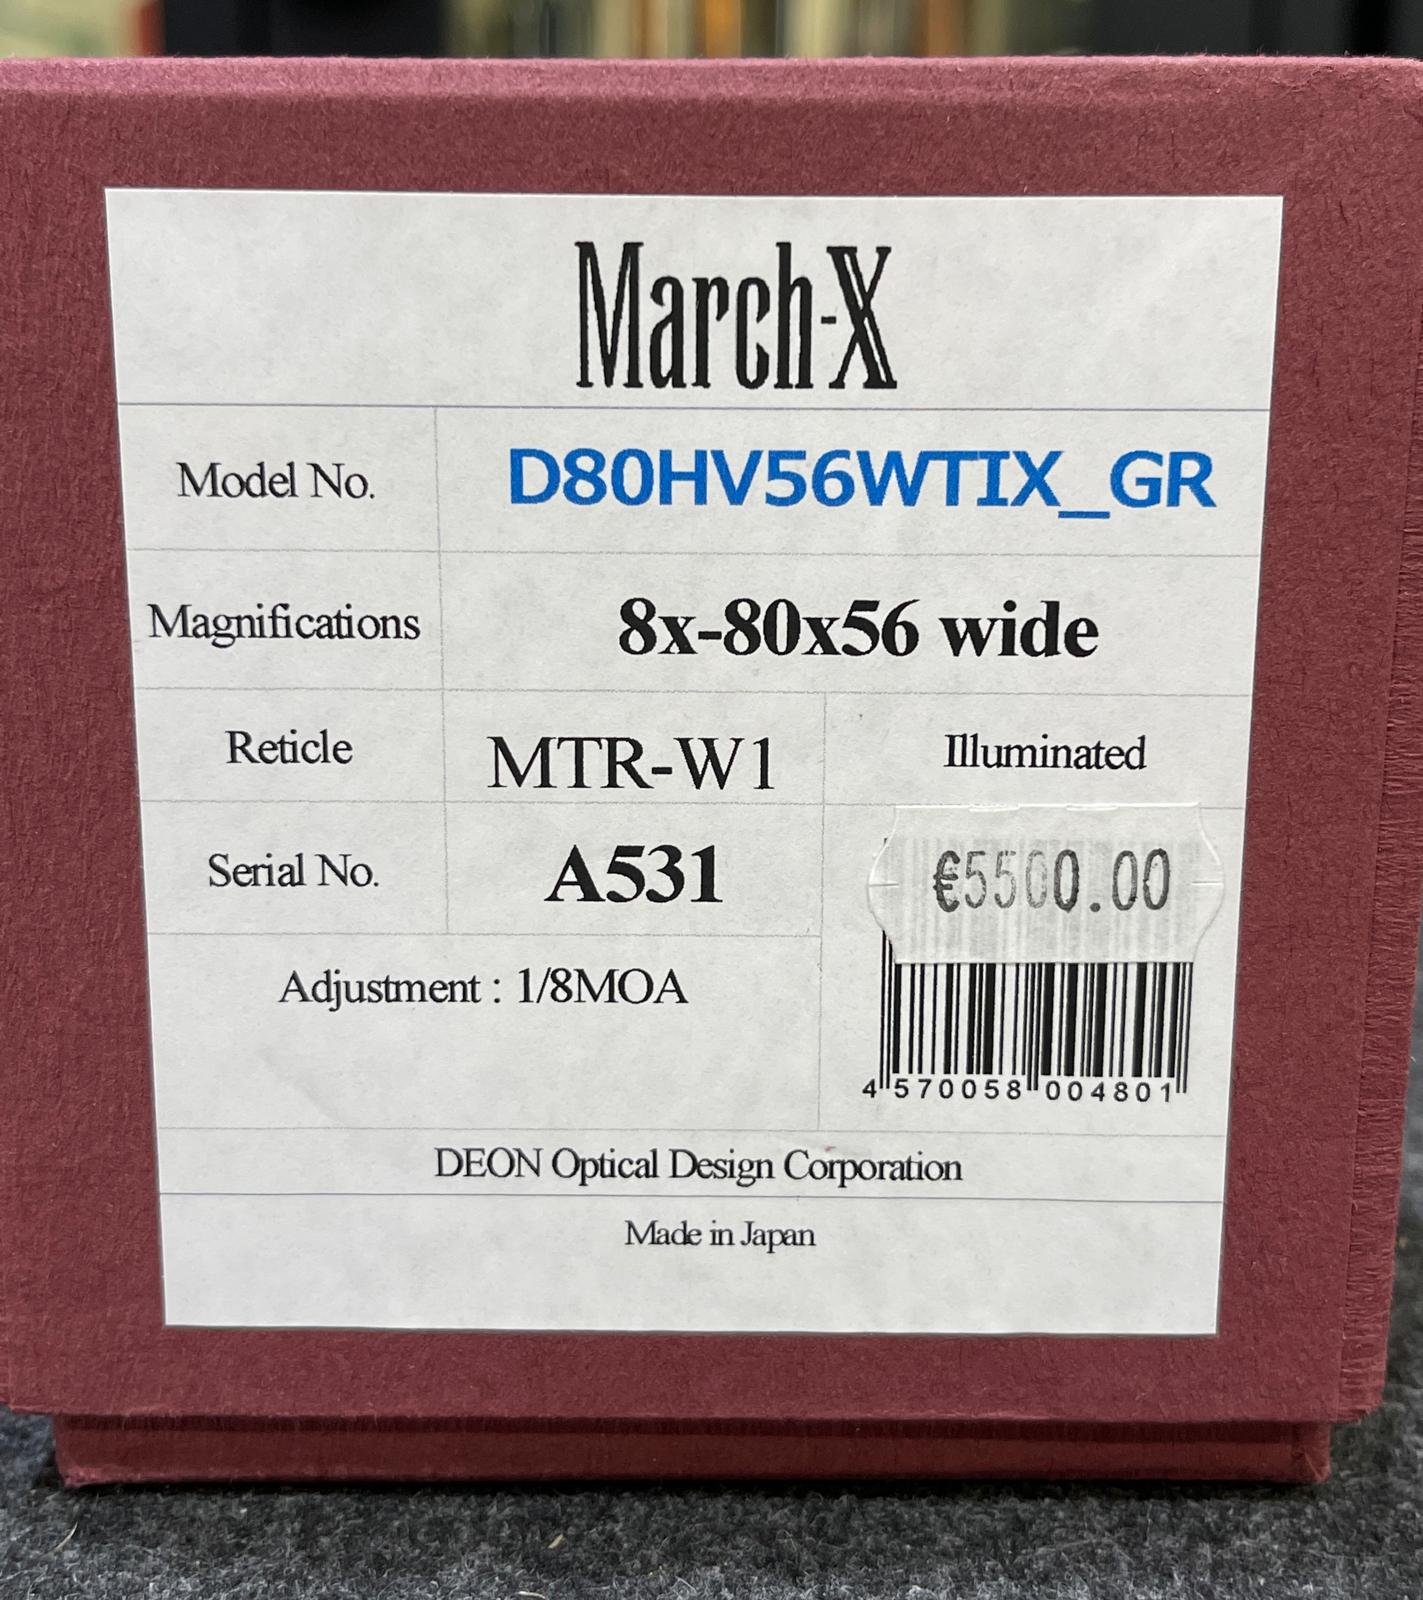 March-X
Model No. D80HV56WTIX_GR
Magnifications 8x-80x56 wide
Reticle MTR-W1 Illuminated
Serial No. A531 €5500.00
Adjustment : 1/8MOA
4 570058 004801
DEON Optical Design Corporation
Made in Japan